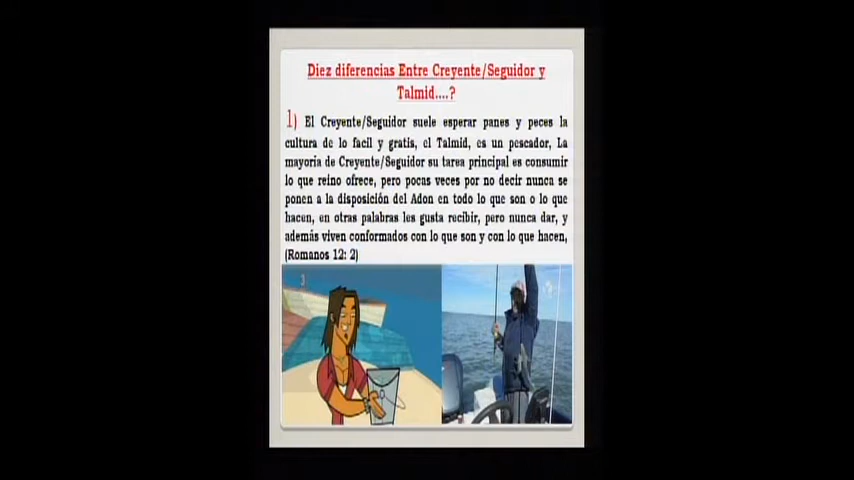 Diez diferencias Entre Creyente/Seguidor y
Talmid....?
1) El Creyente/Seguidor suele esperar panes y peces la
cultura de lo facil y gratis, el Talmid, es un pescador, La
mayoria de Creyente/Seguidor su tarea principal es consumir
lo que reino ofrece, pero pocas veces por no decir nunca se
ponen a la disposición del Adon en todo lo que son o lo que
hacen, en otras palabras les gusta recibir, pero nunca dar, y
además viven conformados con lo que son y con lo que hacen,
(Romanos 12: 2)